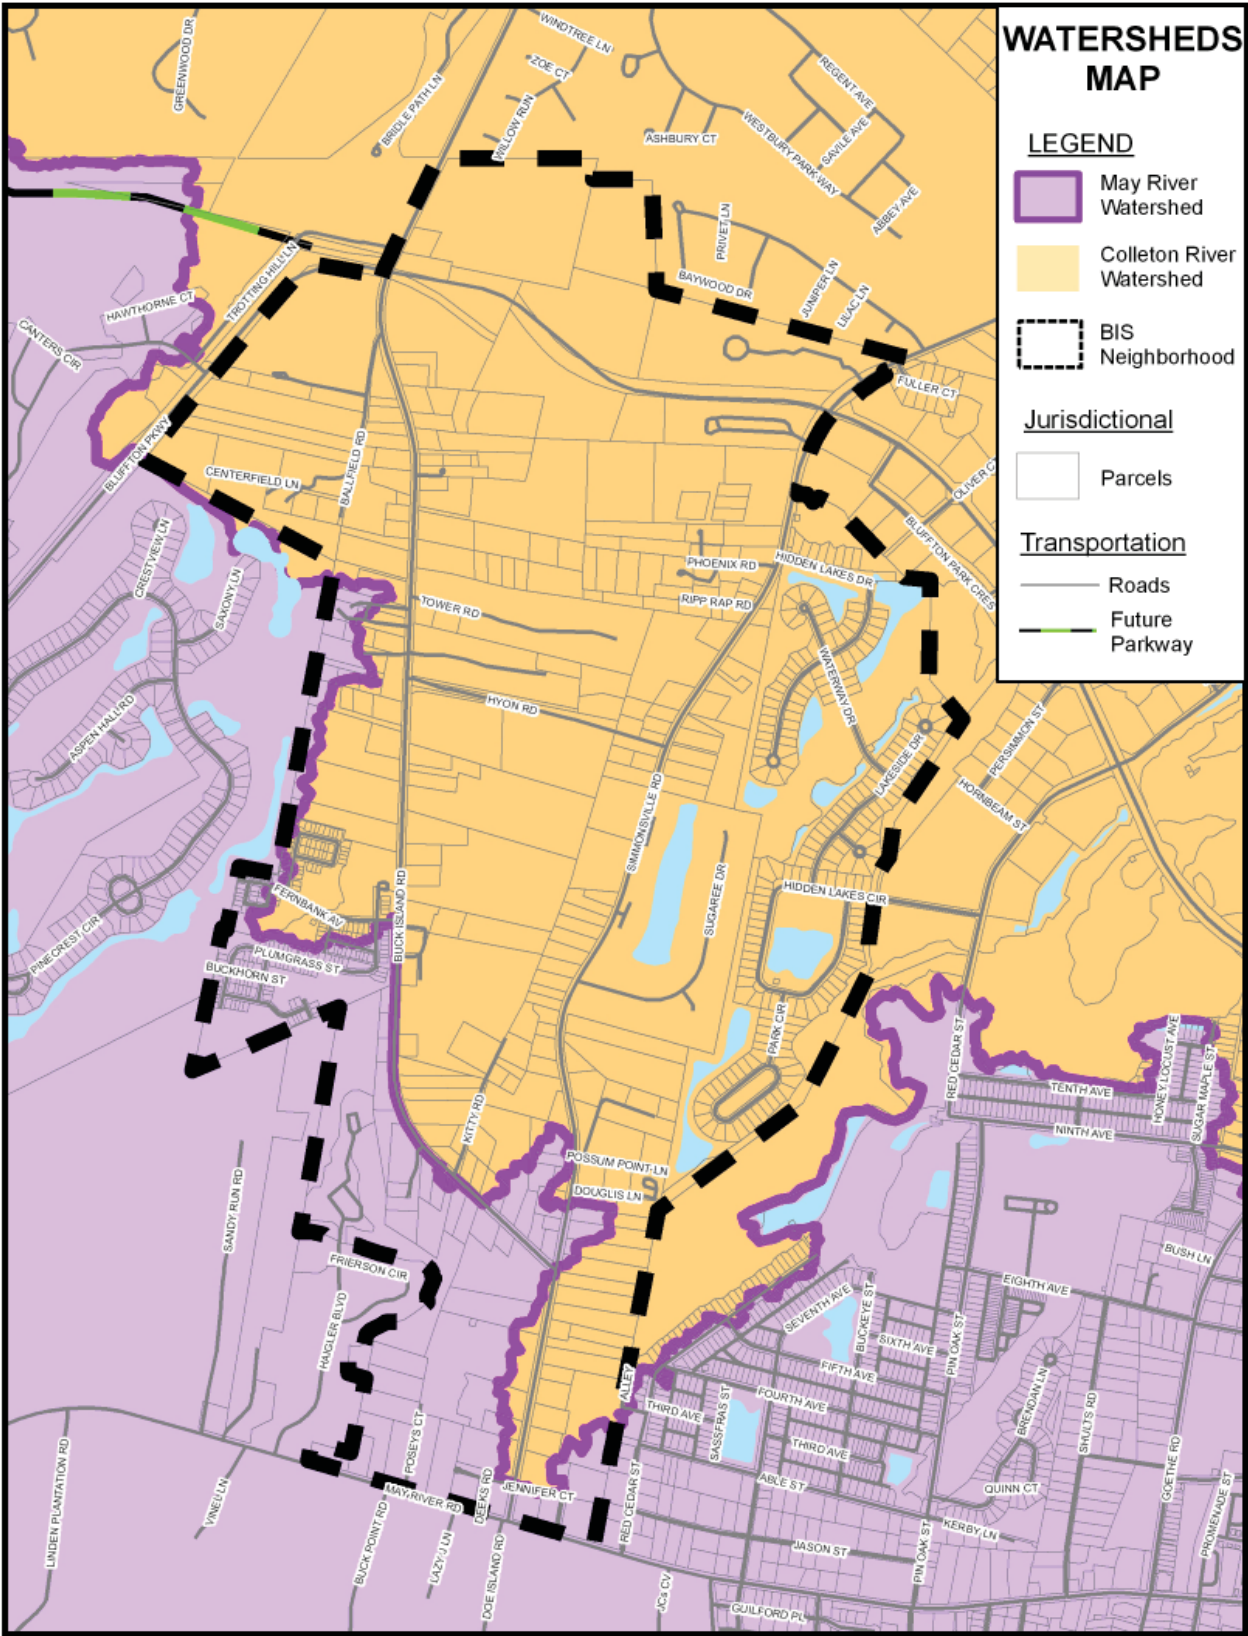 WATERSHEDS
MAP
LEGEND
May River
Watershed
Colleton River
Watershed
BIS
Neighborhood
Jurisdictional
Parcels
Transportation
Roads
Future
Parkway
GREENWOOD DR
BRIDLE PATH LN
WINDTREE LN
ZOE CT
WILLOW RUN
ASHBURY CT
REGENT AVE
WESTBURY PARK WAY
SAVILE AVE
ABBEY AVE
PRIVET LN
BAYWOOD DR
JUNIPER LN
LILAC LN
TROTTING HILL LN
HAWTHORNE CT
CANTERS CIR
FULLER CT
BLUFFTON PKWY
CENTERFIELD LN
BALLFIELD RD
OLIVER CT
BLUFFTON PARK CRES
CRESTVIEW LN
SAXONY LN
PHOENIX RD
HIDDEN LAKES DR
RIPP RAP RD
TOWER RD
WATERWAY DR
HYON RD
ASPEN HALL RD
PERSIMMON ST
LAKESIDE DR
HORNBEAM ST
SIMMONSVILLE RD
SUGAREE DR
HIDDEN LAKES CIR
FERNBANK AV
BUCK ISLAND RD
PINECREST CIR
PLUMGRASS ST
BUCKHORN ST
PARK CIR
RED CEDAR ST
HONEY LOCUST AVE
SUGAR MAPLE ST
TENTH AVE
NINTH AVE
KITTY RD
POSSUM POINT LN
DOUGLIS LN
SANDY RUN RD
FRIERSON CIR
BUSH LN
EIGHTH AVE
SEVENTH AVE
BUCKEYE ST
HAIGLER BLVD
SIXTH AVE
PIN OAK ST
FIFTH AVE
ALLEY
FOURTH AVE
THIRD AVE
SASSFRAS ST
BRENDAN LN
SHULTS RD
THIRD AVE
POSEYS CT
ABLE ST
GOETHE RD
LINDEN PLANTATION RD
VINEU LN
MAY RIVER RD
DEEKS RD
JENNIFER CT
RED CEDAR ST
QUINN CT
PROMENADE ST
KERBY LN
BUCK POINT RD
LAZY J LN
DOE ISLAND RD
JASON ST
PIN OAK ST
JCs CV
GUILFORD PL